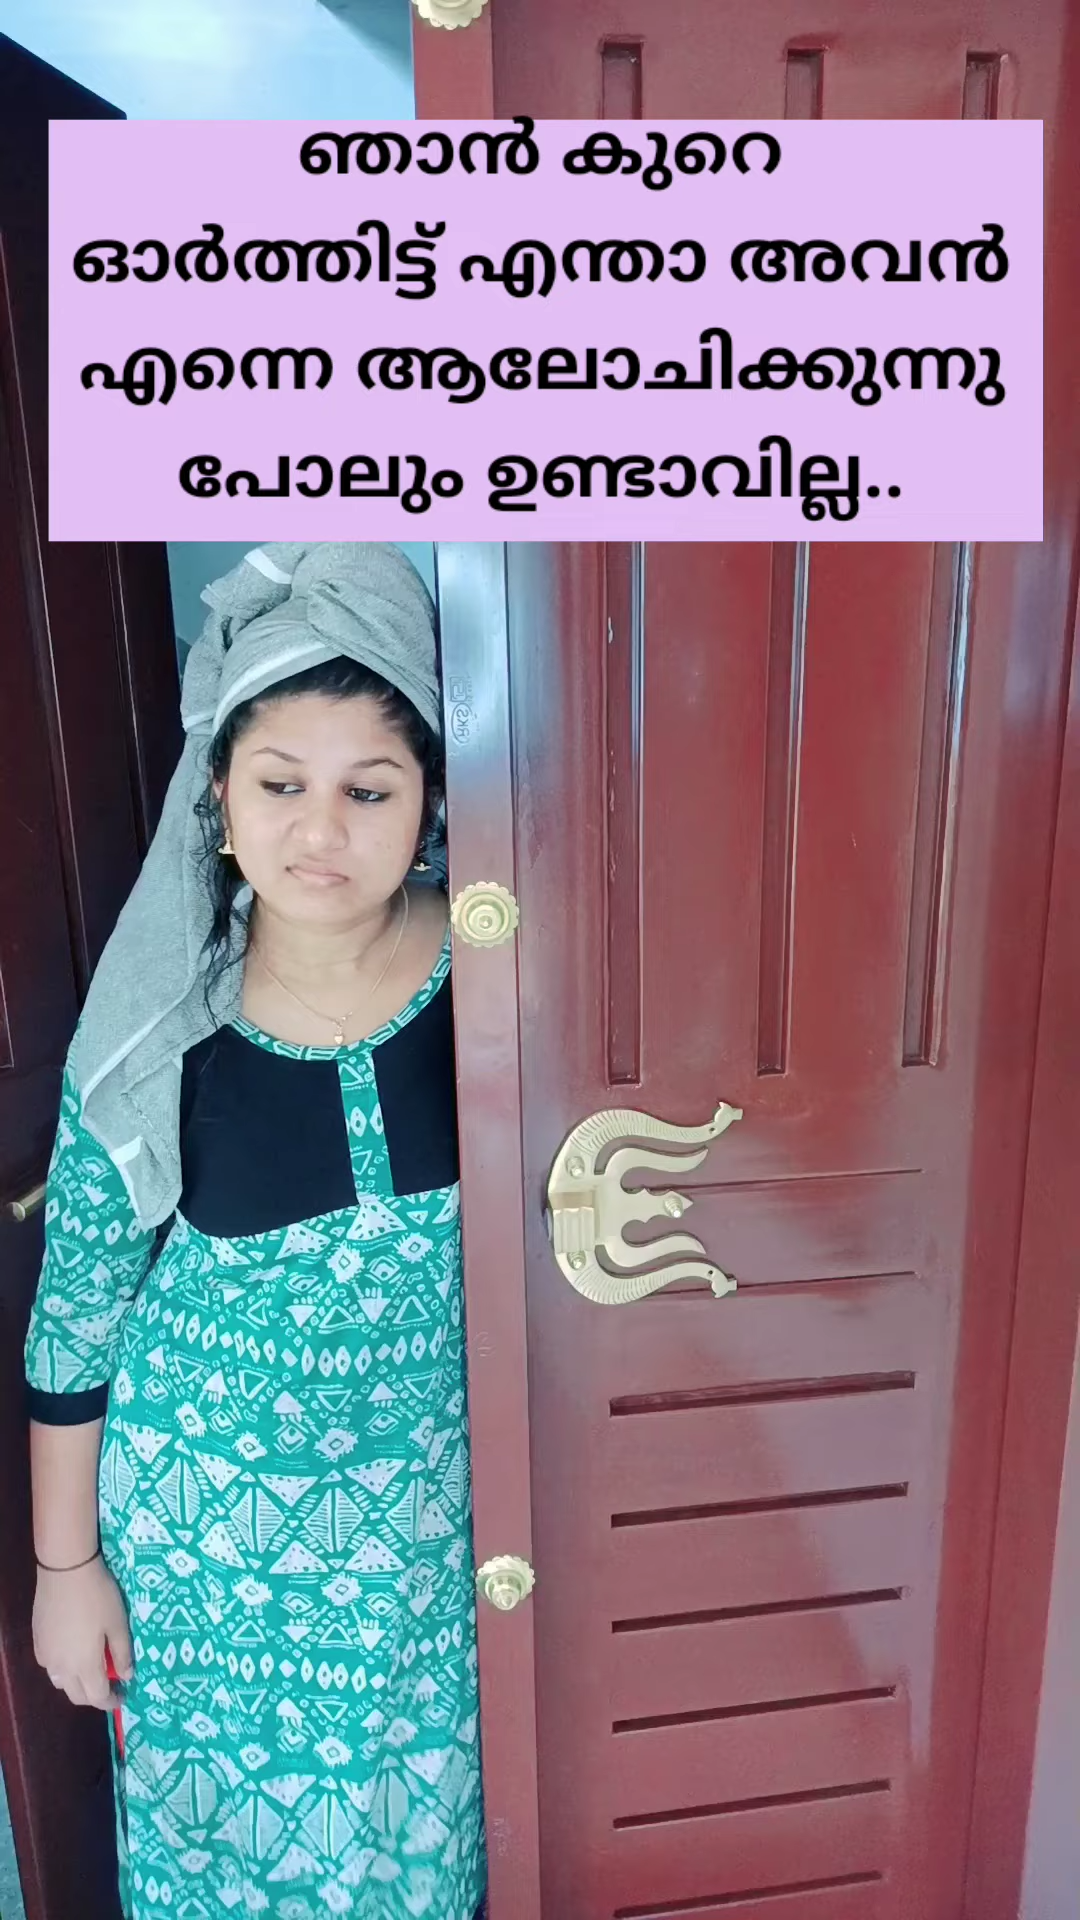 ഞാൻ കുറെ
ഓർത്തിട്ട് എന്താ അവൻ
എന്നെ ആലോചിക്കുന്നു
പോലും ഉണ്ടാവില്ല..